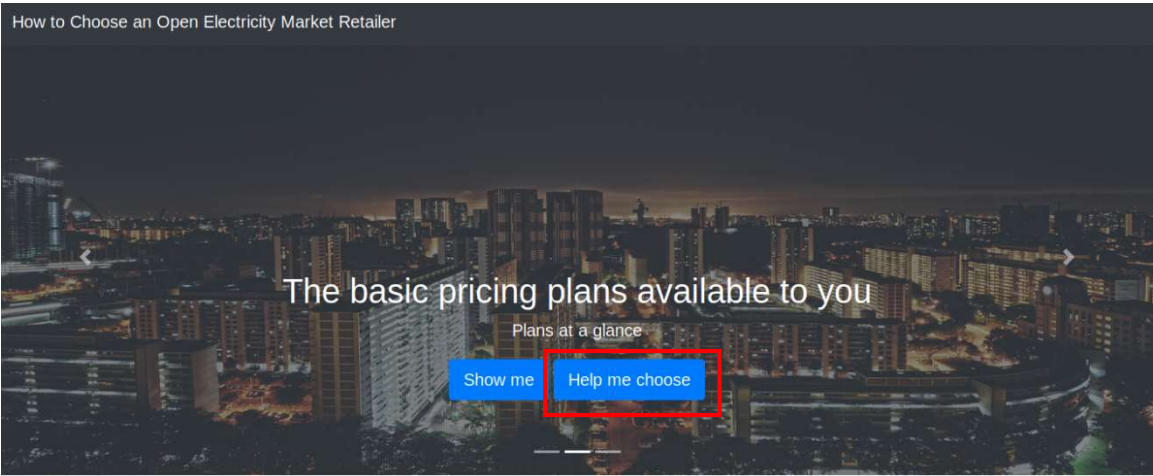 How to Choose an Open Electricity Market Retailer
The basic pricing plans available to you
Plans at a glance
Show me
Help me choose